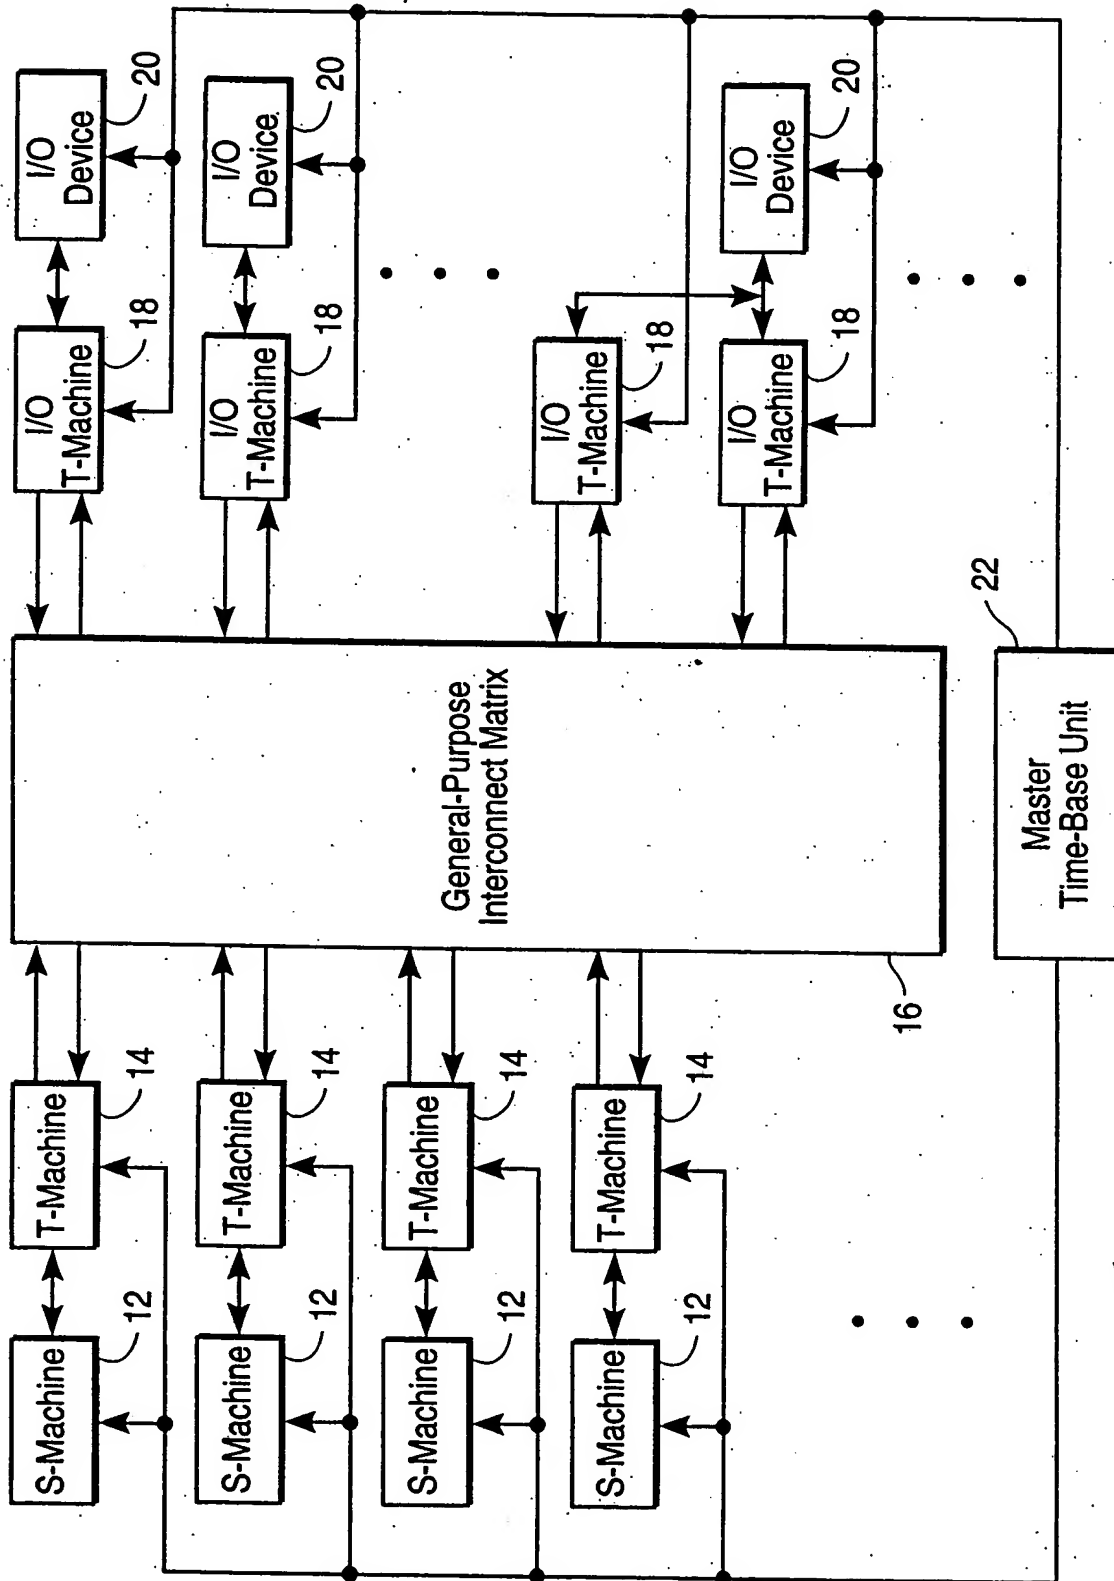 S-Machine
12
T-Machine
14
I/O
T-Machine
18
I/O
Device
20
S-Machine
12
T-Machine
14
I/O
T-Machine
18
I/O
Device
20
S-Machine
12
T-Machine
14
General-Purpose
Interconnect Matrix
I/O
T-Machine
18
S-Machine
12
T-Machine
14
I/O
T-Machine
18
I/O
Device
20
16
22
Master
Time-Base Unit